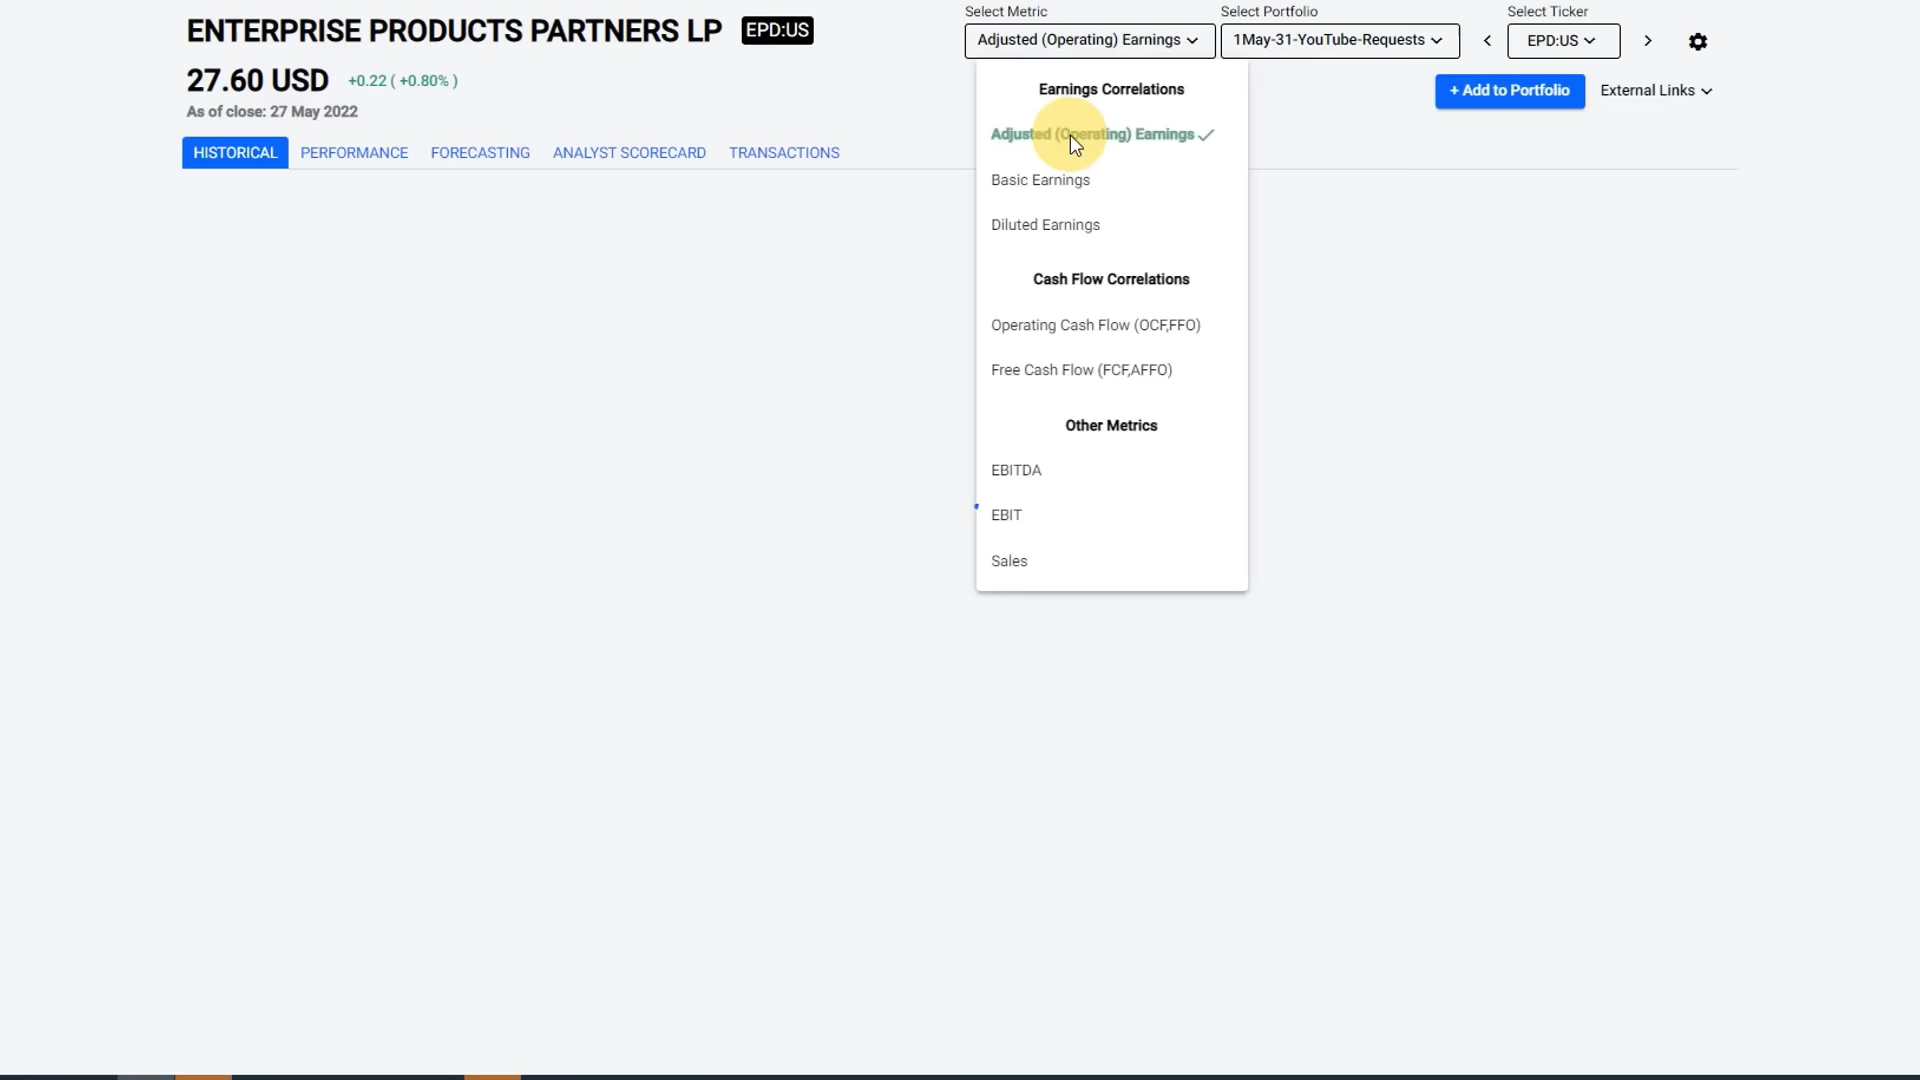 ENTERPRISE PRODUCTS PARTNERS LP EPD:US
27.60 USD +0.22 ( +0.80% )
As of close: 27 May 2022
HISTORICAL PERFORMANCE FORECASTING ANALYST SCORECARD TRANSACTIONS
Select Metric Select Portfolio Select Ticker
Adjusted (Operating) Earnings 1May-31-YouTube-Requests EPD:US
+ Add to Portfolio External Links
Earnings Correlations
Adjusted (Operating) Earnings
Basic Earnings
Diluted Earnings
Cash Flow Correlations
Operating Cash Flow (OCF,FFO)
Free Cash Flow (FCF,AFFO)
Other Metrics
EBITDA
EBIT
Sales